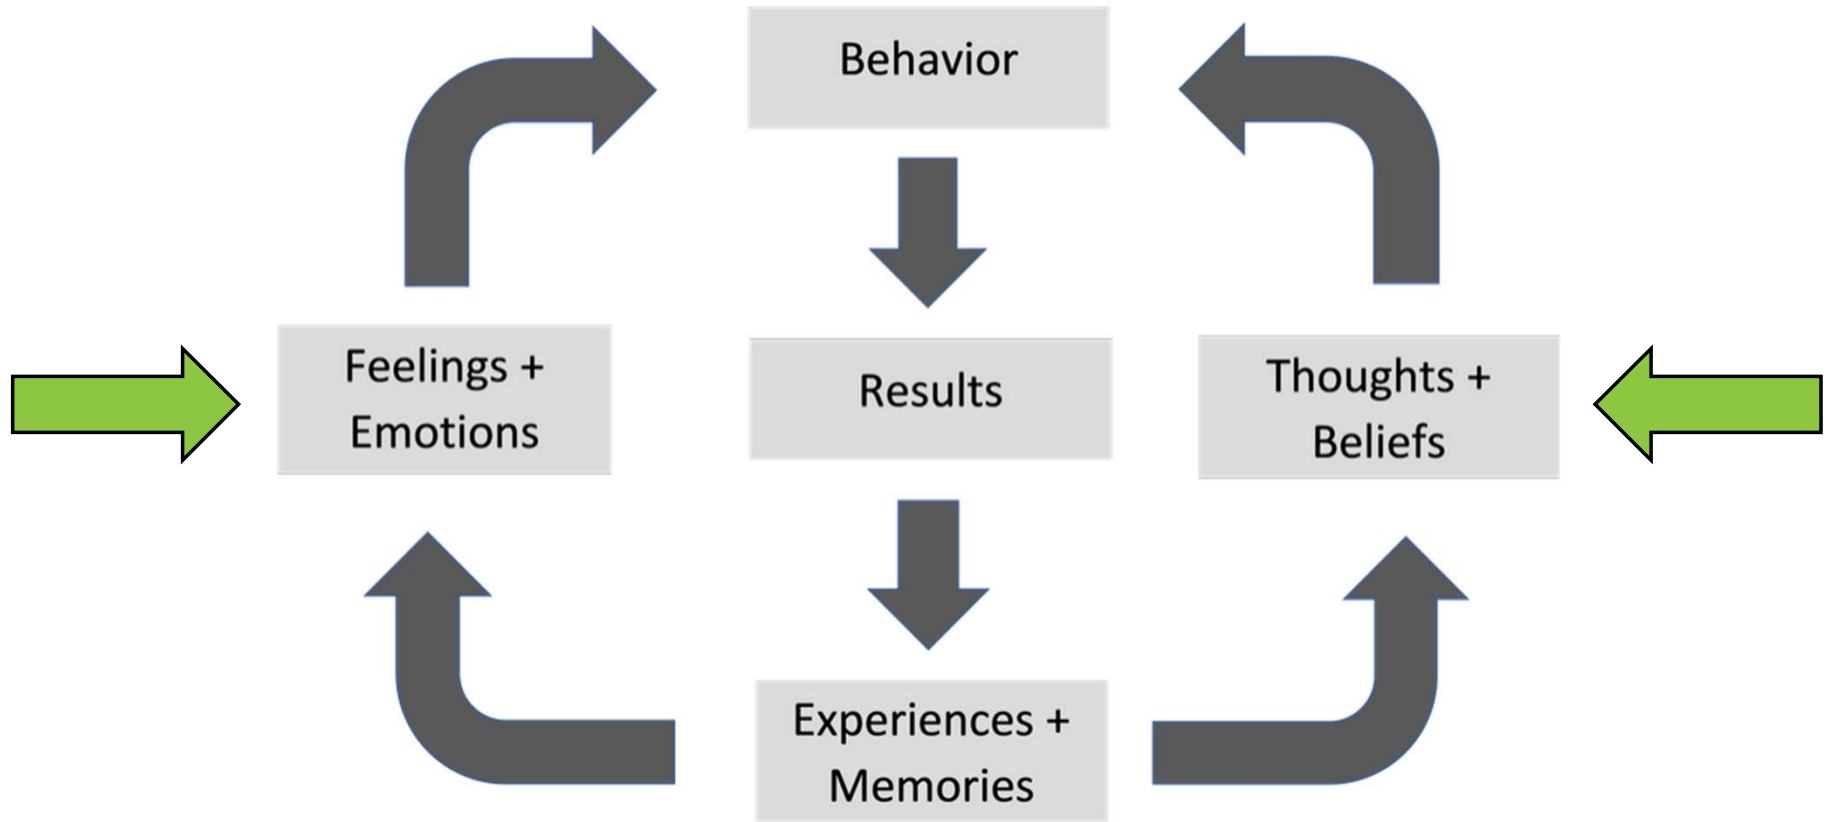 Behavior
Feelings +
Emotions
Results
Thoughts +
Beliefs
Experiences +
Memories